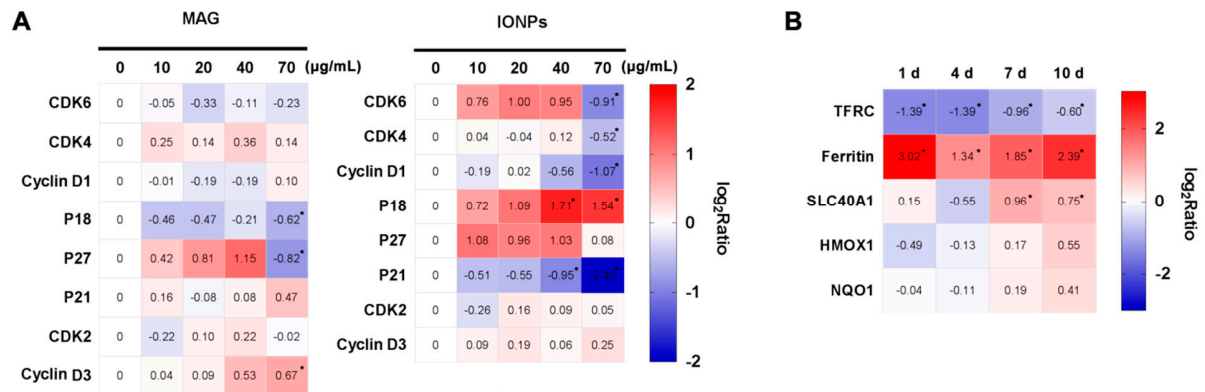 A
MAG
0 10 20 40 70 (µg/mL)
CDK6 0 -0.05 -0.33 -0.11 -0.23
CDK4 0 0.25 0.14 0.36 0.14
Cyclin D1 0 -0.01 -0.19 -0.19 0.10
P18 0 -0.46 -0.47 -0.21 -0.62*
P27 0 0.42 0.81 1.15 -0.82*
P21 0 0.16 -0.08 0.08 0.47
CDK2 0 -0.22 0.10 0.22 -0.02
Cyclin D3 0 0.04 0.09 0.53 0.67*
IONPs
0 10 20 40 70 (µg/mL)
CDK6 0 0.76 1.00 0.95 -0.91*
CDK4 0 0.04 -0.04 0.12 -0.52*
Cyclin D1 0 -0.19 0.02 -0.56 -1.07*
P18 0 0.72 1.09 1.71* 1.54*
P27 0 1.08 0.96 1.03 0.08
P21 0 -0.51 -0.55 -0.95*
CDK2 0 -0.26 0.16 0.09 0.05
Cyclin D3 0 0.09 0.19 0.06 0.25
2
1
0
-1
-2
log2Ratio
B
1 d 4 d 7 d 10 d
TFRC -1.39* -1.39* -0.96* -0.60*
Ferritin 3.02* 1.34* 1.85* 2.39*
SLC40A1 0.15 -0.55 0.96* 0.75*
HMOX1 -0.49 -0.13 0.17 0.55
NQO1 -0.04 -0.11 0.19 0.41
2
0
-2
log2Ratio